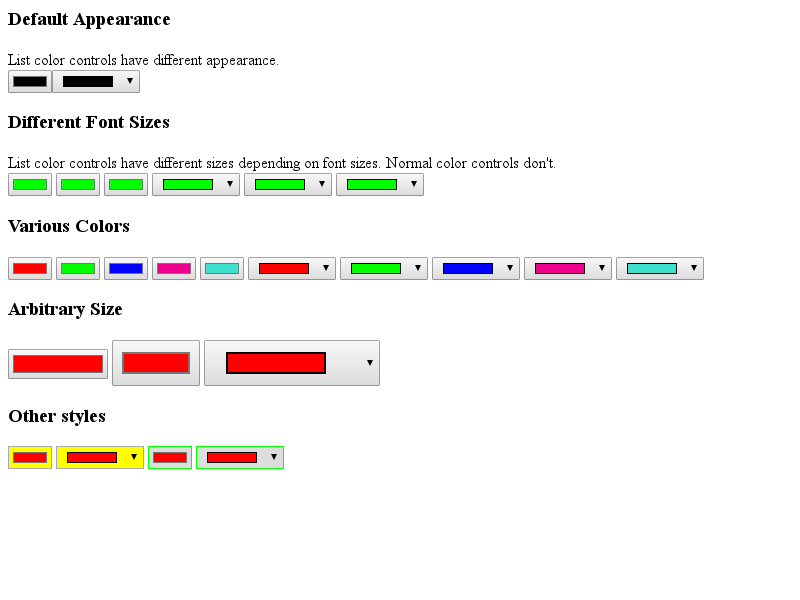 Default Appearance
List color controls have different appearance.
Different Font Sizes
List color controls have different sizes depending on font sizes. Normal color controls don't.
Various Colors
Arbitrary Size
Other styles